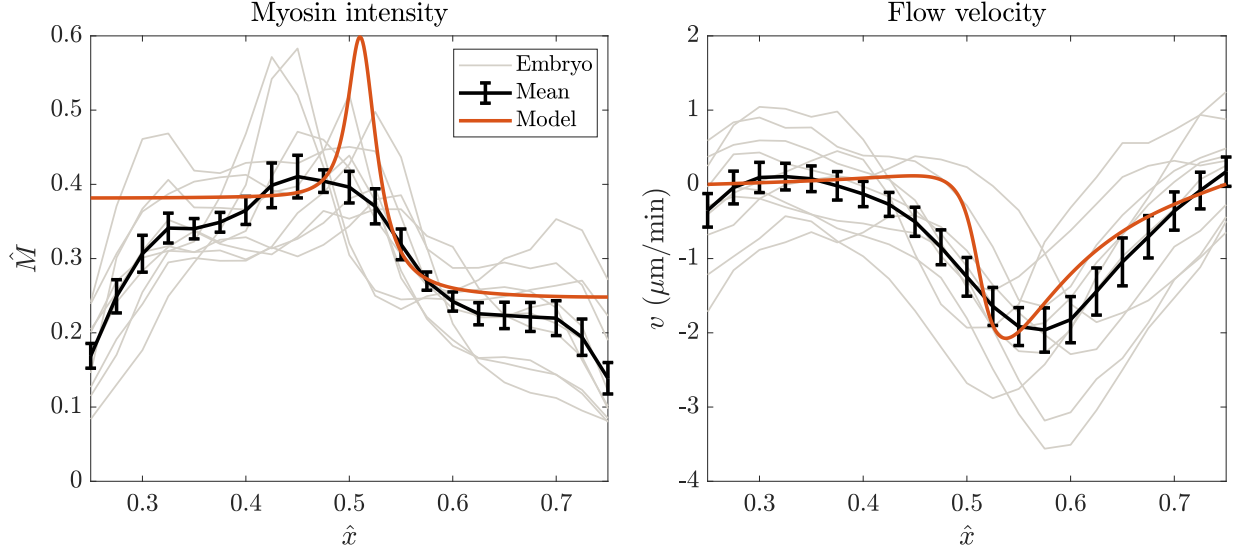 Myosin intensity
0.6
0.5
0.4
0.3
0.2
0.1
0
M̂
Embryo
Mean
Model
0.3
0.4
0.5
0.6
0.7
x̂
Flow velocity
2
1
0
-1
-2
-3
-4
v (μm/min)
0.3
0.4
0.5
0.6
0.7
x̂